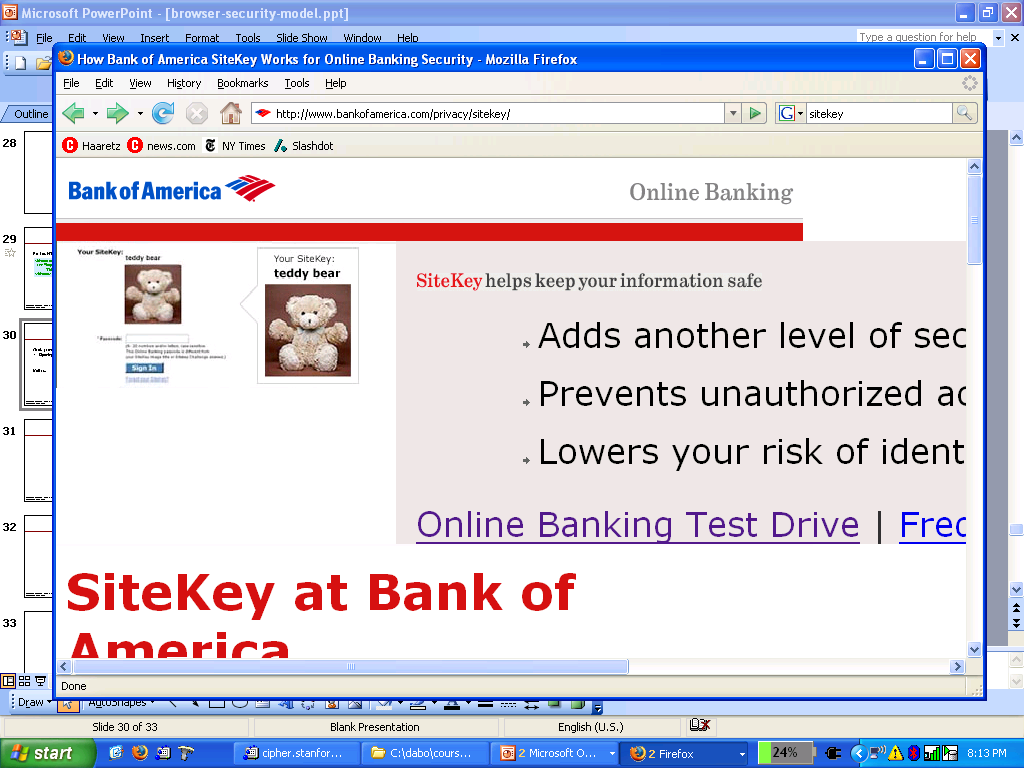 Microsoft PowerPoint - [browser-security-model.ppt]
File Edit View Insert Format Tools Slide Show Window Help
Type a question for help
Outline
28
29
30
31
32
33
How Bank of America SiteKey Works for Online Banking Security - Mozilla Firefox
File Edit View History Bookmarks Tools Help
http://www.bankofamerica.com/privacy/sitekey/
G
sitekey
Haaretz
news.com
NY Times
Slashdot
Bank of America
Online Banking
Your SiteKey:
teddy bear
Passcode:
Sign In
Your SiteKey:
teddy bear
SiteKey helps keep your information safe
Adds another level of sec
Prevents unauthorized ac
Lowers your risk of ident
Online Banking Test Drive | Freq
SiteKey at Bank of
America
Done
Draw
AutoShapes
Slide 30 of 33
Blank Presentation
English (U.S.)
start
cipher.stanfor...
C:\dabo\cours...
2 Microsoft O...
2 Firefox
24%
8:13 PM